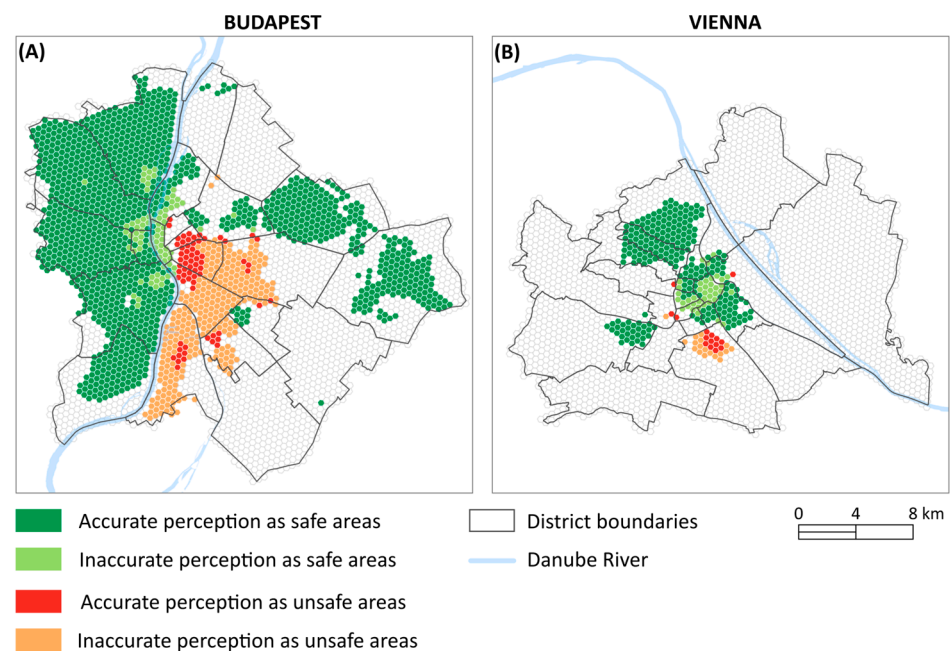 BUDAPEST
VIENNA
(A)
(B)
Accurate perception as safe areas
Inaccurate perception as safe areas
Accurate perception as unsafe areas
Inaccurate perception as unsafe areas
District boundaries
Danube River
0 4 8 km